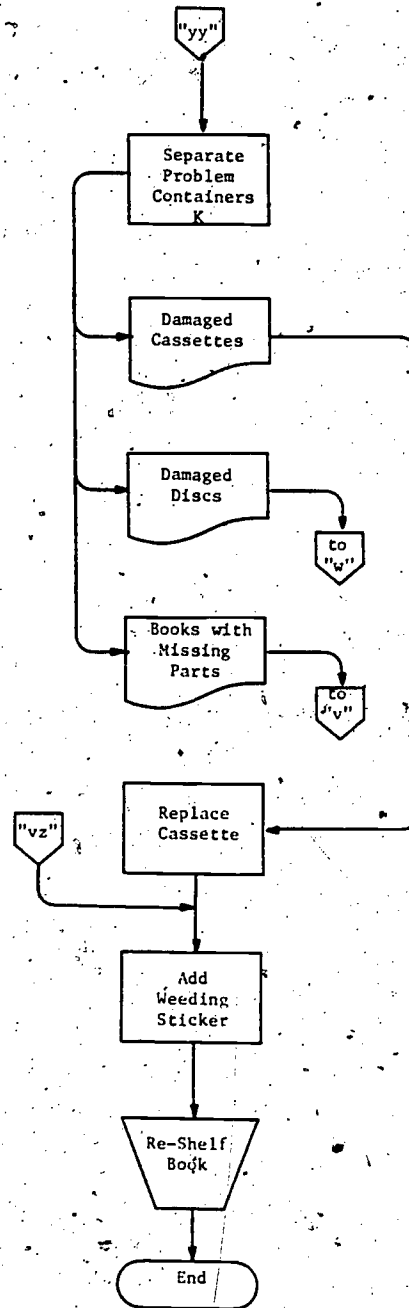 "yy"
Separate
Problem
Containers
K
Damaged
Cassettes
Damaged
Discs
to
"w"
Books with
Missing
Parts
to
"v"
Replace
Cassette
"vz"
Add
Weeding
Sticker
Re-Shelf
Book
End